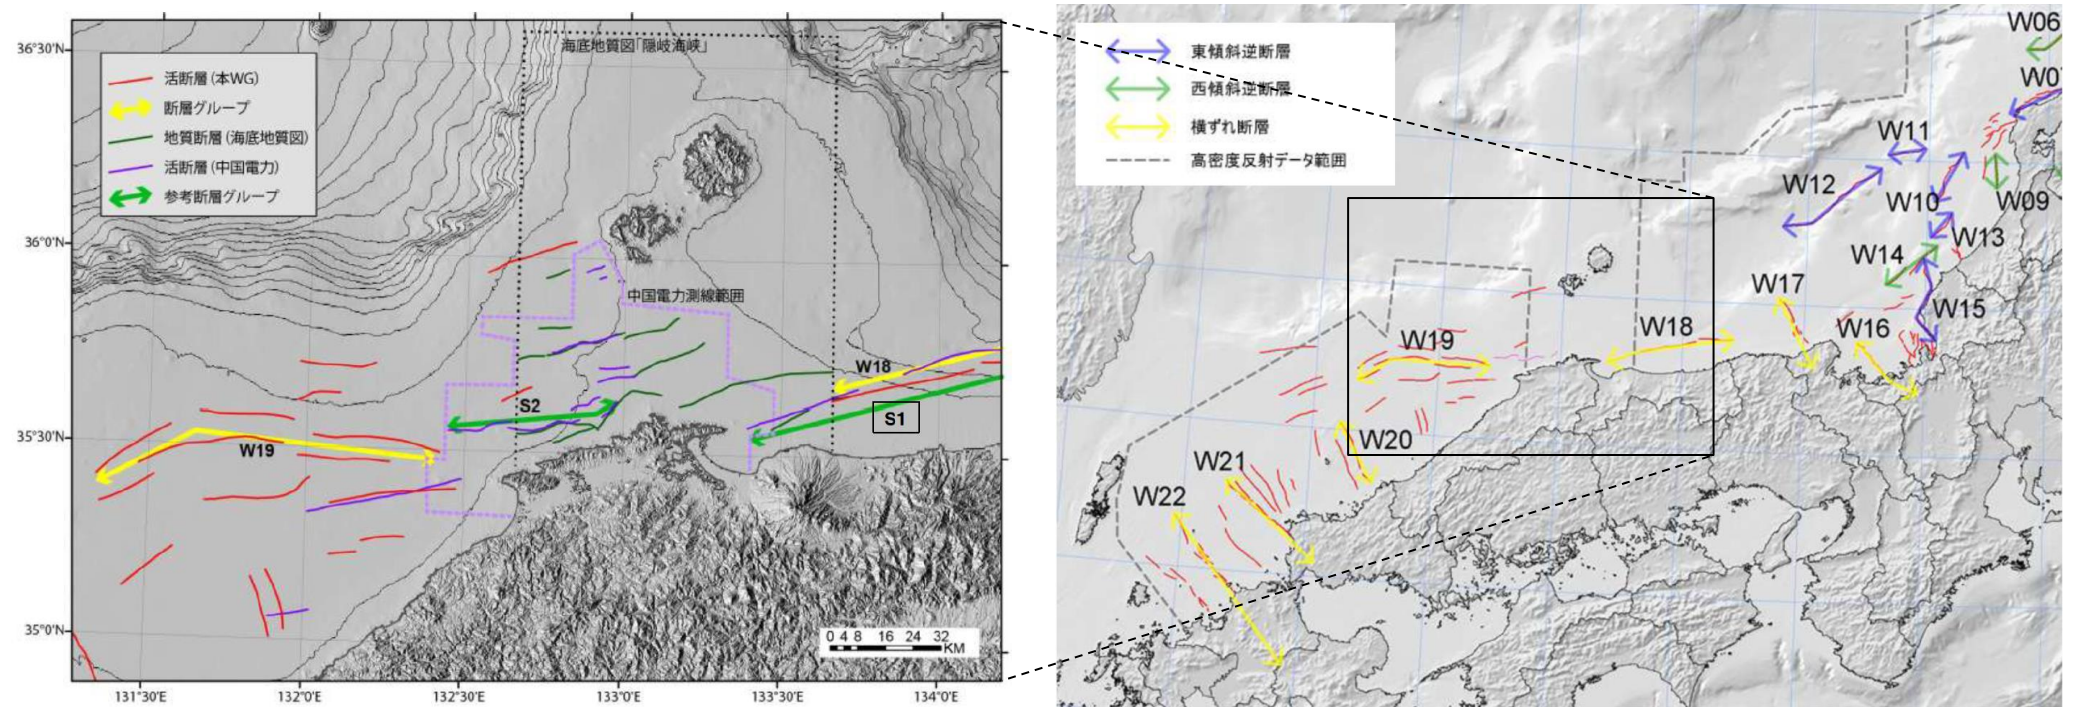 36°30'N
36°0'N
35°30'N
35°0'N
海底地質図「隠岐海峡」
活断層(本WG)
断層グループ
地質断層(海底地質図)
活断層(中国電力)
参考断層グループ
中国電力測線範囲
W18
S1
S2
W19
0 4 8 16 24 32
KM
131°30'E
132°0'E
132°30'E
133°0'E
133°30'E
134°0'E
東傾斜逆断層
西傾斜逆断層
横ずれ断層
高密度反射データ範囲
W06
W11
W12
W10
W09
W13
W14
W17
W15
W16
W18
W19
W20
W21
W22